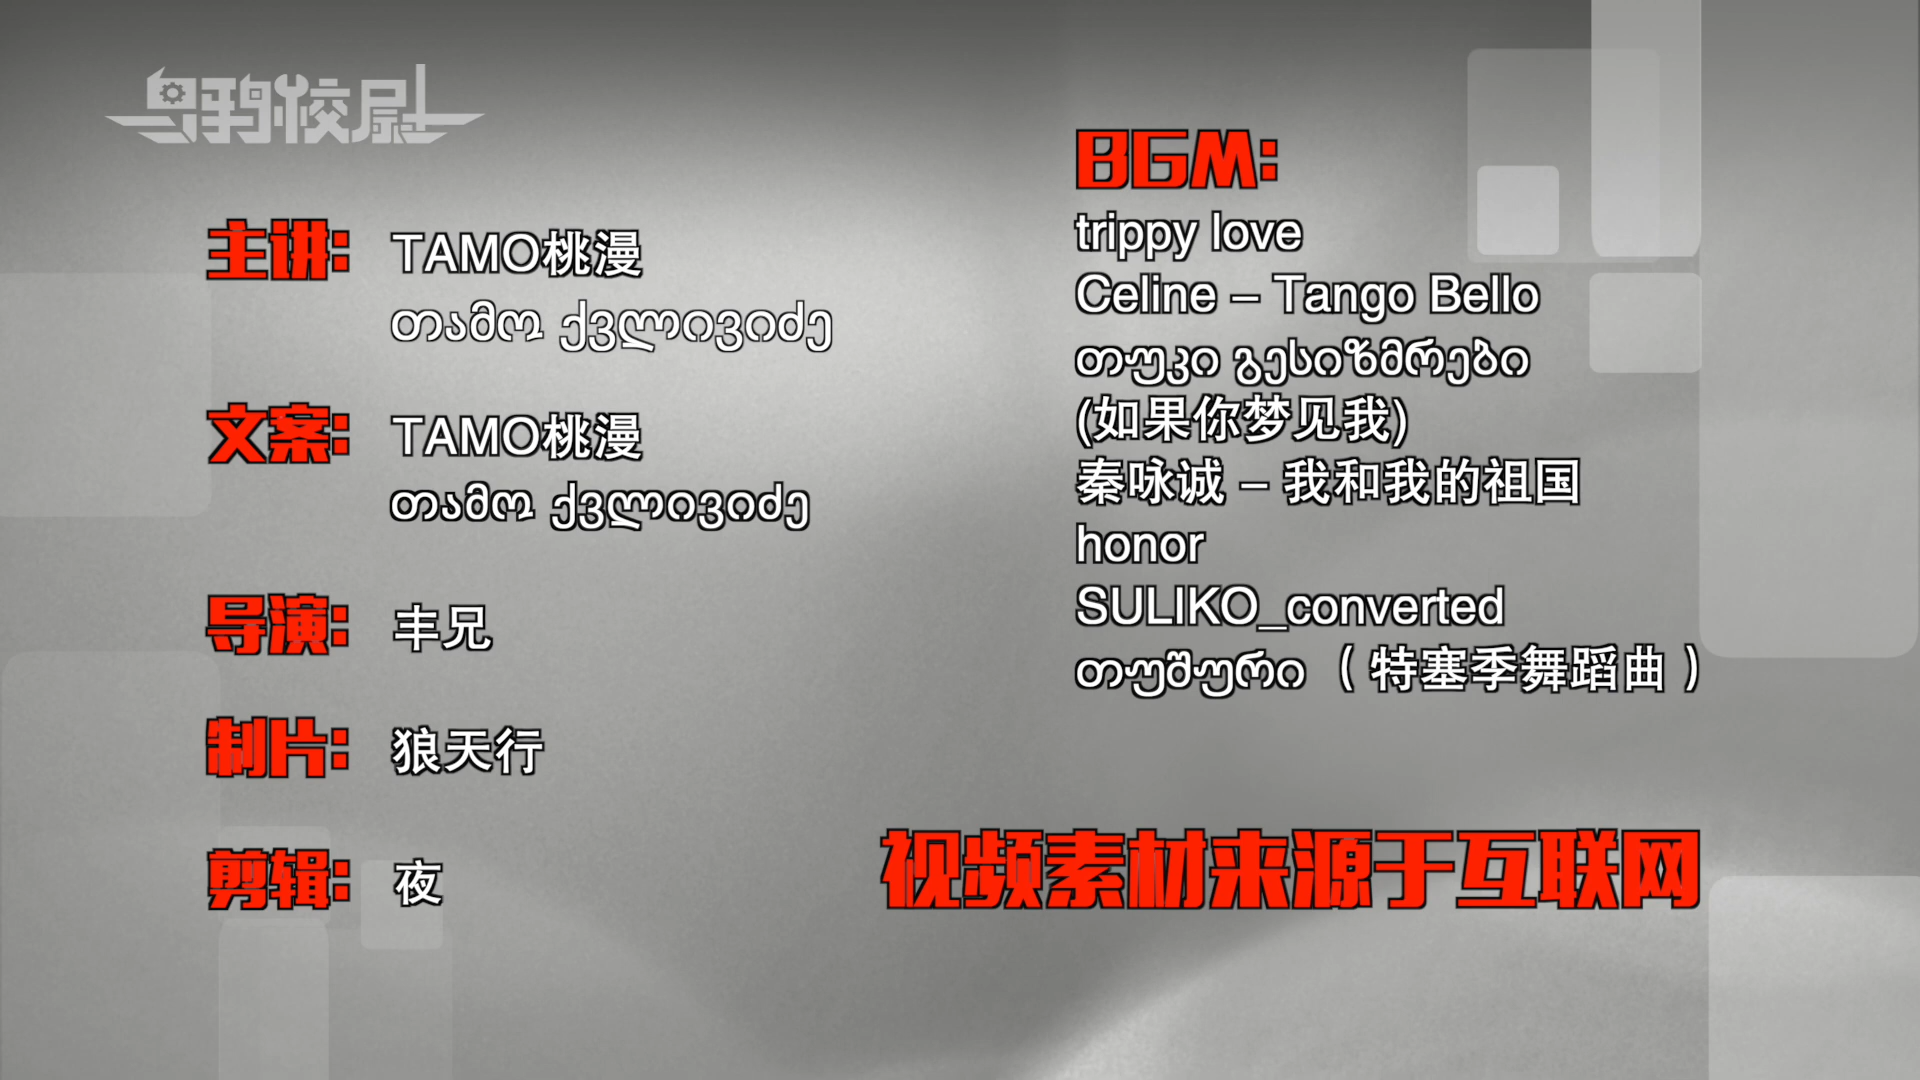 粤鸦校尉
主讲: TAMO桃漫
თამო ქვლივიძე
文案: TAMO桃漫
თამო ქვლივიძე
导演: 丰兄
制片: 狼天行
剪辑: 夜
BGM:
trippy love
Celine – Tango Bello
თუკი გესიზმრები
(如果你梦见我)
秦咏诚 – 我和我的祖国
honor
SULIKO_converted
თუშური (特塞季舞蹈曲)
视频素材来源于互联网